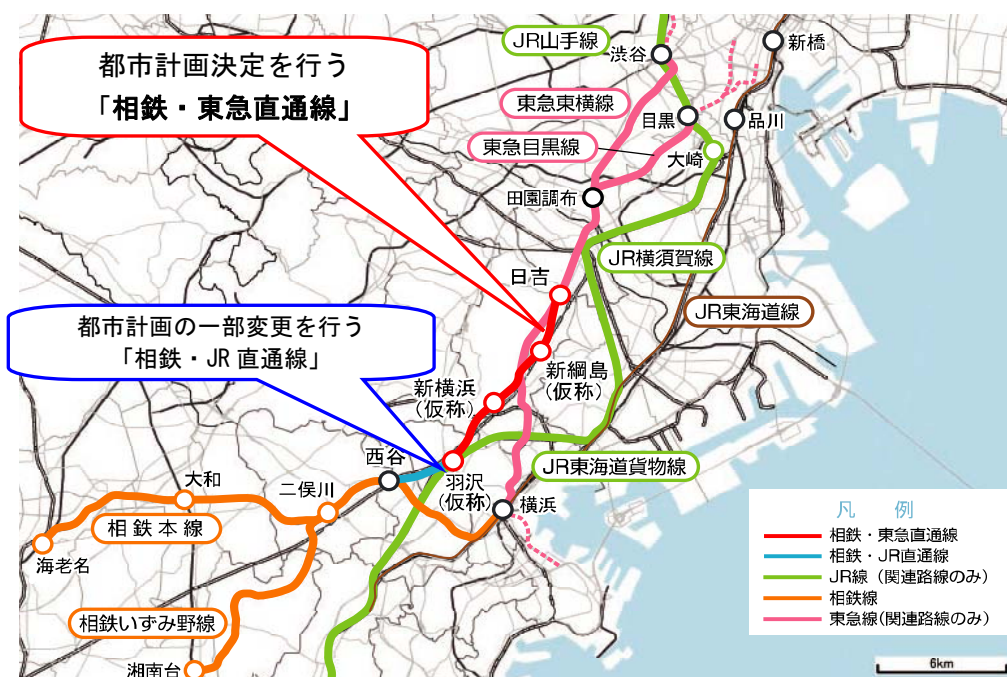 都市計画決定を行う
「相鉄・東急直通線」
JR山手線
渋谷
新橋
東急東横線
目黒
品川
東急目黒線
大崎
田園調布
JR横須賀線
日吉
JR東海道線
都市計画の一部変更を行う
「相鉄・JR直通線」
新綱島
(仮称)
新横浜
(仮称)
西谷
羽沢
(仮称)
JR東海道貨物線
横浜
大和
二俣川
相鉄本線
海老名
相鉄いずみ野線
湘南台
凡 例
相鉄・東急直通線
相鉄・JR直通線
JR線（関連路線のみ）
相鉄線
東急線(関連路線のみ)
6km